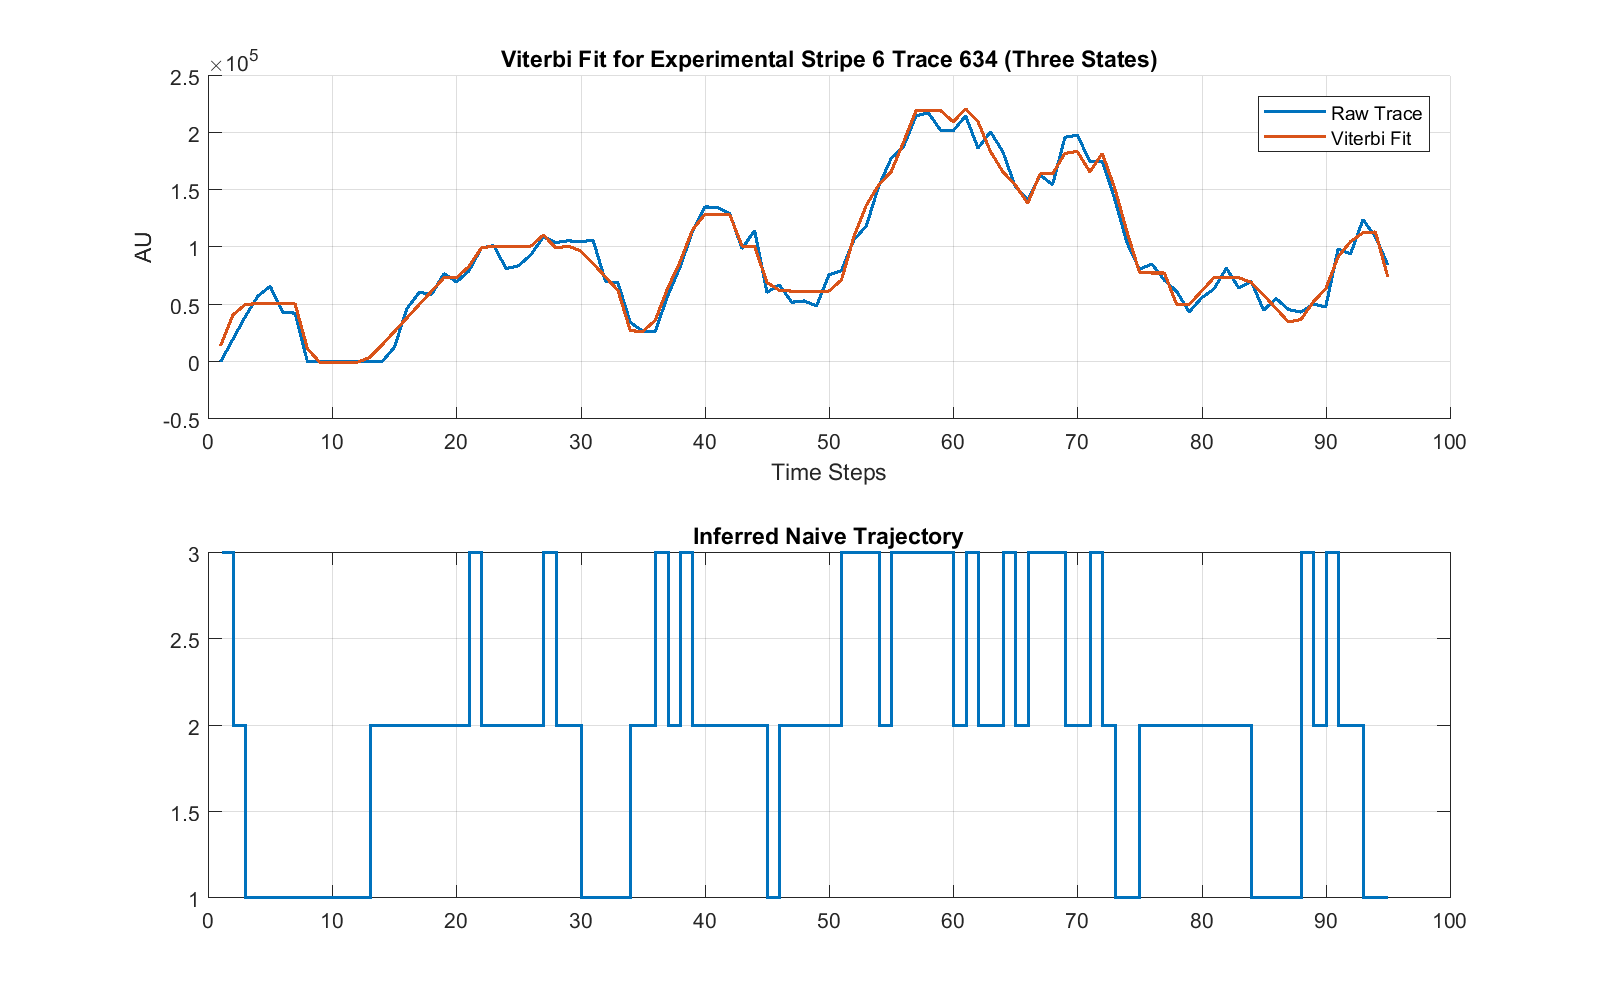 Viterbi Fit for Experimental Stripe 6 Trace 634 (Three States)
×10^5
2.5
2
1.5
1
0.5
0
-0.5
AU
Raw Trace
Viterbi Fit
0 10 20 30 40 50 60 70 80 90 100
Time Steps
Inferred Naive Trajectory
3
2.5
2
1.5
1
0 10 20 30 40 50 60 70 80 90 100